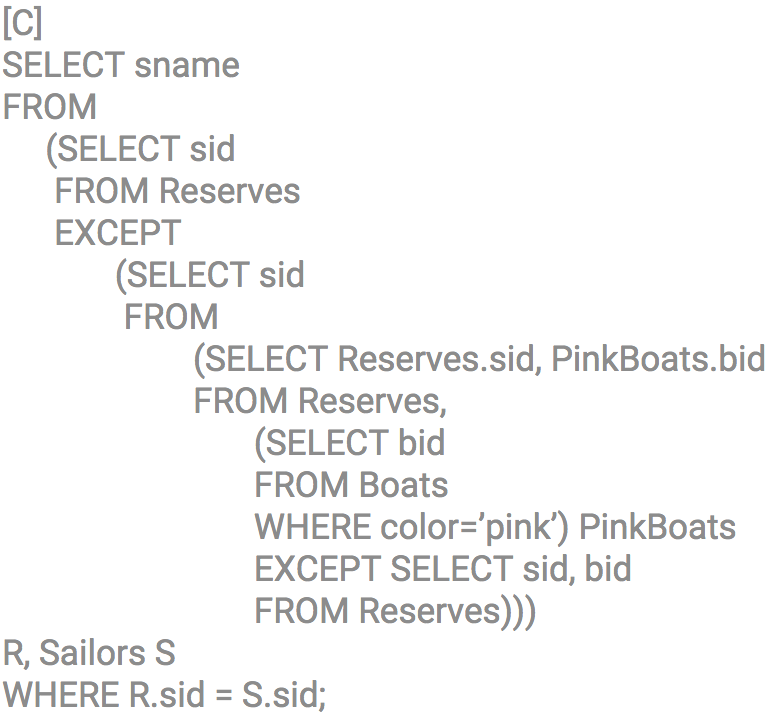 [C]
SELECT sname
FROM
(SELECT sid
FROM Reserves
EXCEPT
(SELECT sid
FROM
(SELECT Reserves.sid, PinkBoats.bid
FROM Reserves,
(SELECT bid
FROM Boats
WHERE color=’pink’) PinkBoats
EXCEPT SELECT sid, bid
FROM Reserves)))
R, Sailors S
WHERE R.sid = S.sid;